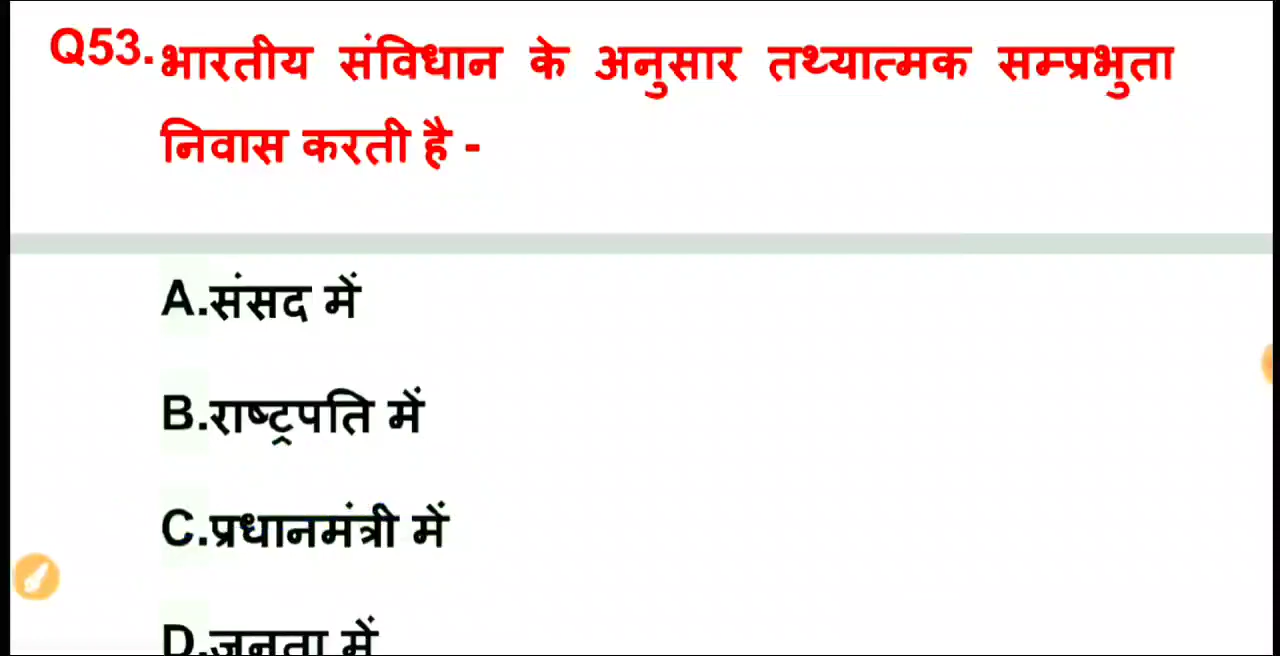 Q53. भारतीय संविधान के अनुसार तथ्यात्मक सम्प्रभुता
निवास करती है -
A.संसद में
B.राष्ट्रपति में
C.प्रधानमंत्री में
D.जनता में